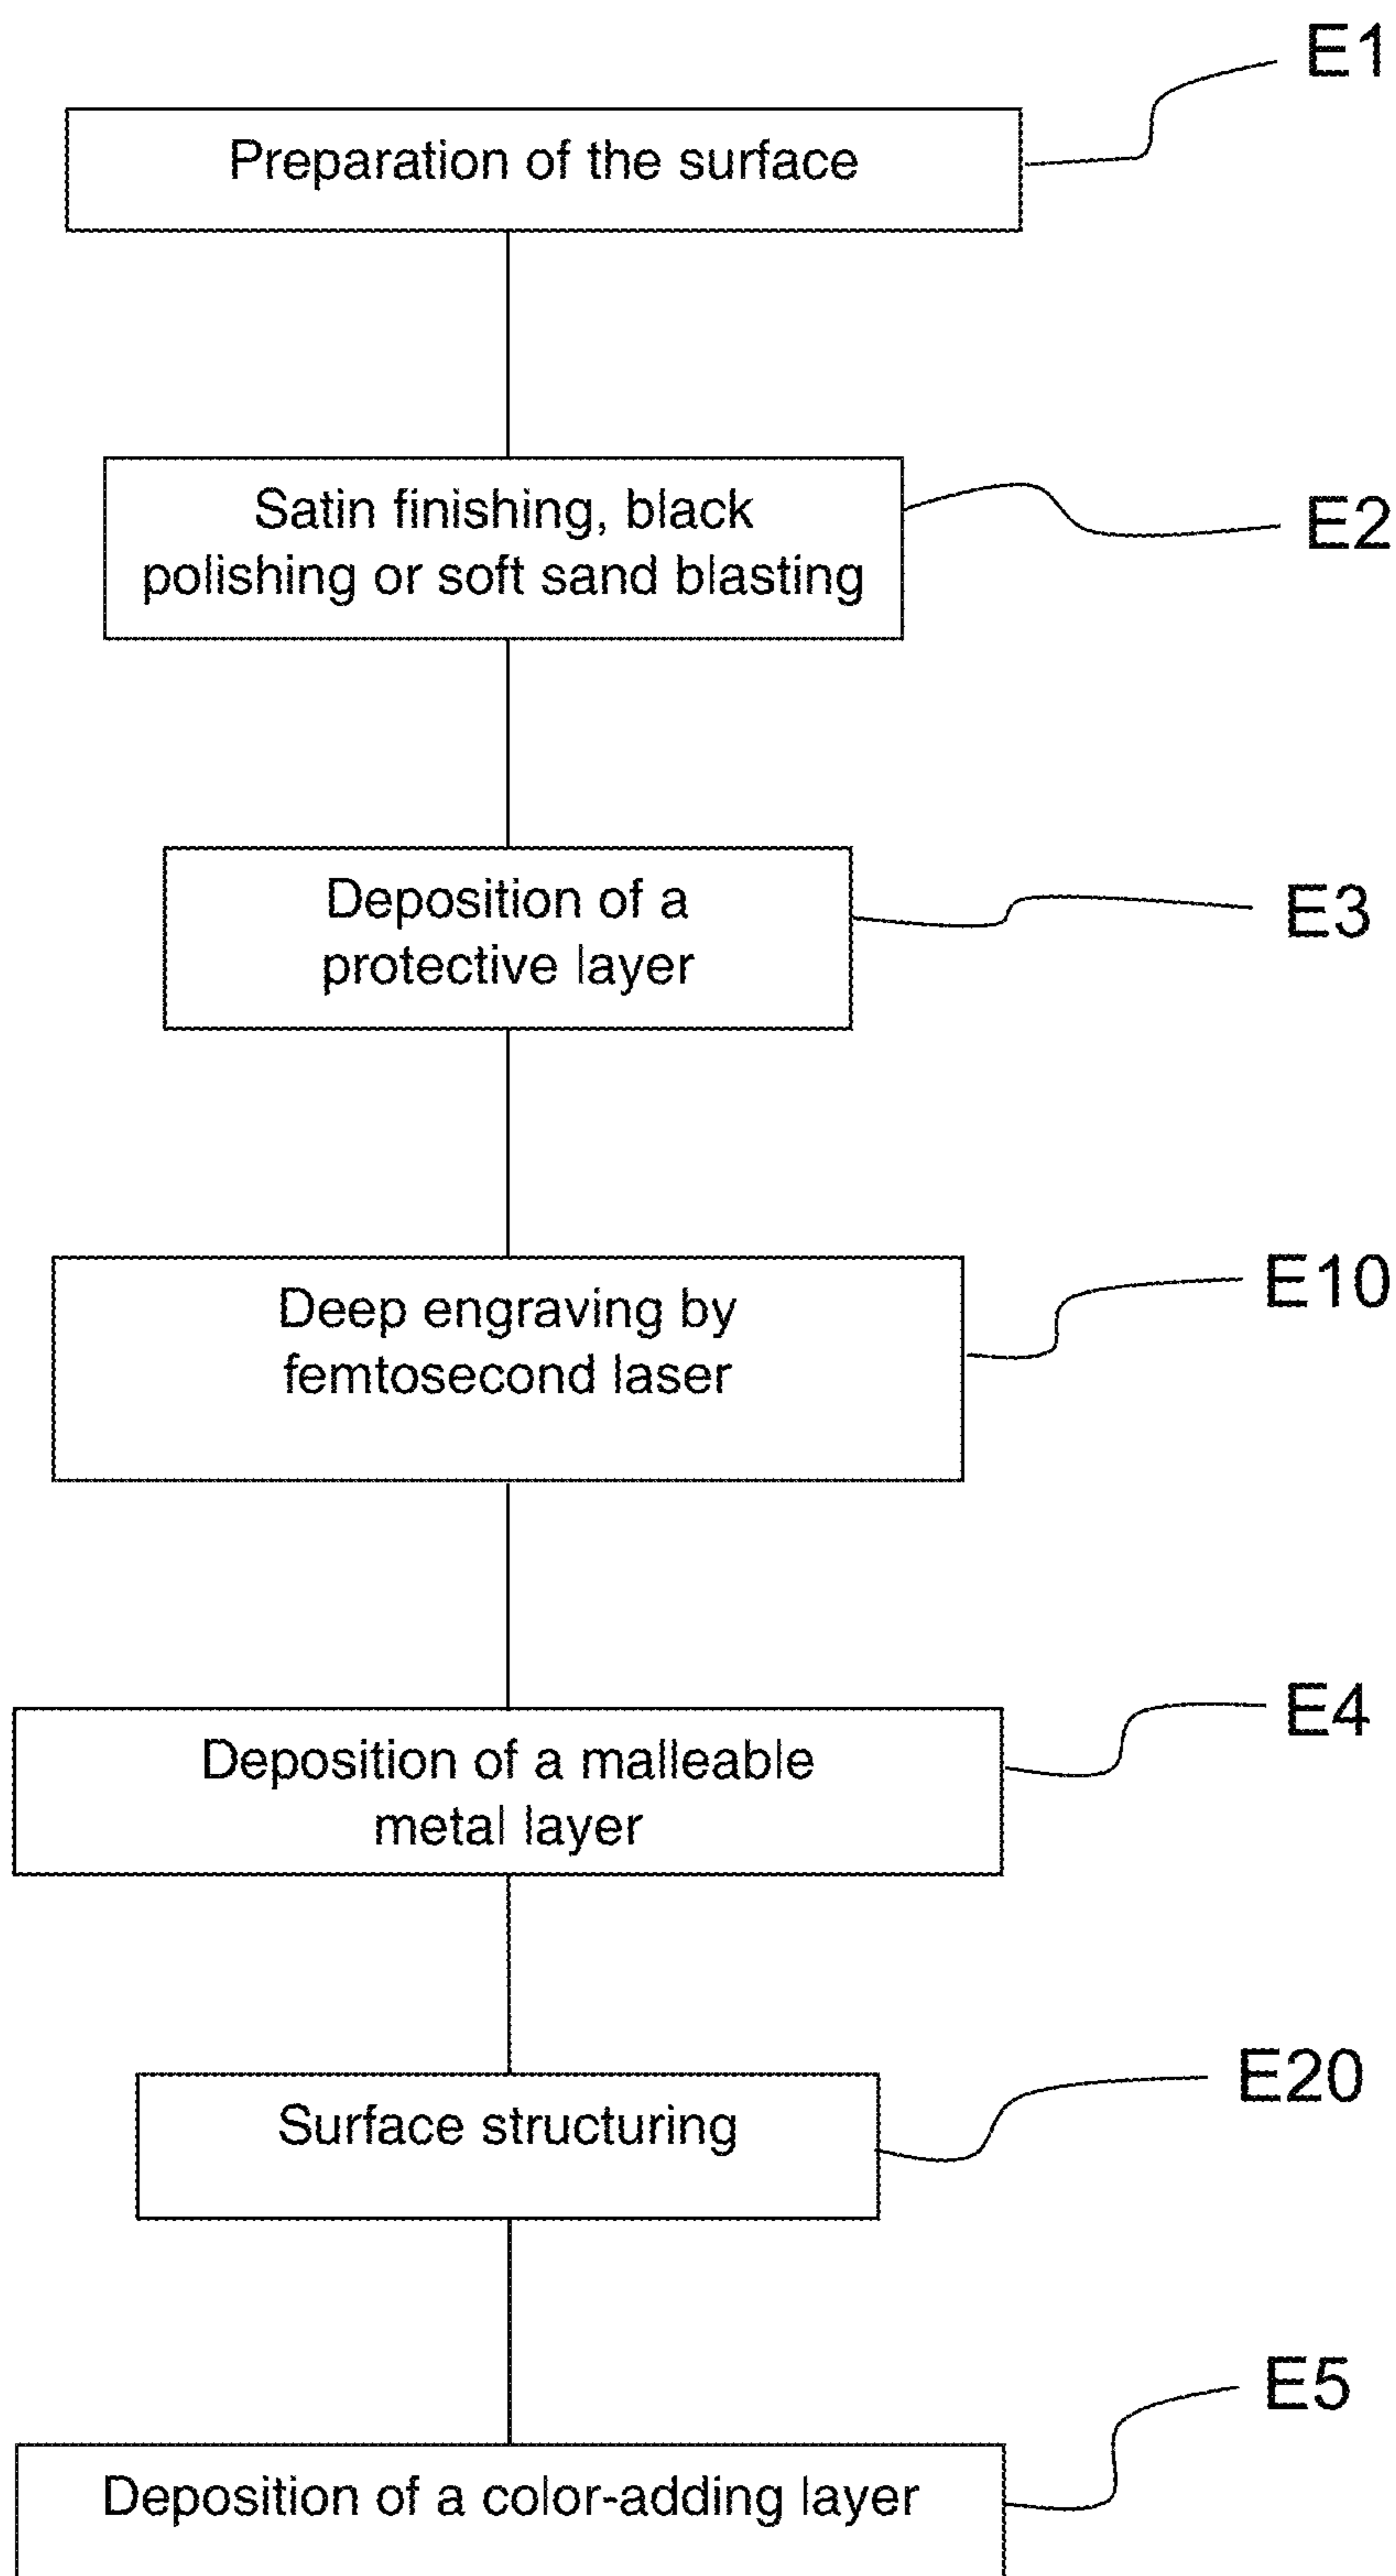 E1
Preparation of the surface
Satin finishing, black
polishing or soft sand blasting
E2
Deposition of a
protective layer
E3
Deep engraving by
femtosecond laser
E10
Deposition of a malleable
metal layer
E4
Surface structuring
E20
E5
Deposition of a color-adding layer